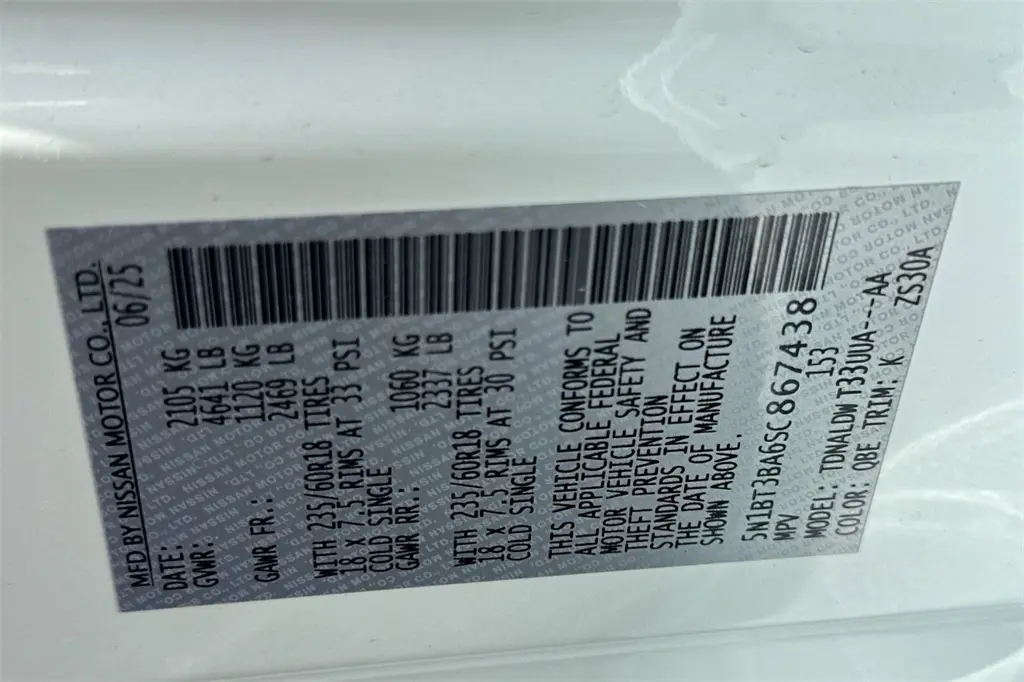 MFD BY NISSAN MOTOR CO., LTD.
DATE: 06/25
GVWR: 2105 KG
4641 LB
GAWR FR.: 1120 KG
2469 LB
WITH 235/60R18 TIRES
18 X 7.5 RIMS AT 33 PSI
COLD SINGLE
GAWR RR.: 1060 KG
2337 LB
WITH 235/60R18 TIRES
18 X 7.5 RIMS AT 30 PSI
COLD SINGLE
THIS VEHICLE CONFORMS TO
ALL APPLICABLE FEDERAL
MOTOR VEHICLE SAFETY AND
THEFT PREVENTION
STANDARDS IN EFFECT ON
THE DATE OF MANUFACTURE
SHOWN ABOVE.
5N1BT3BA6SC867438
MPV 153
MODEL: TDNALDWT33UUA---AA
COLOR: QBE TRIM: K ZS30A